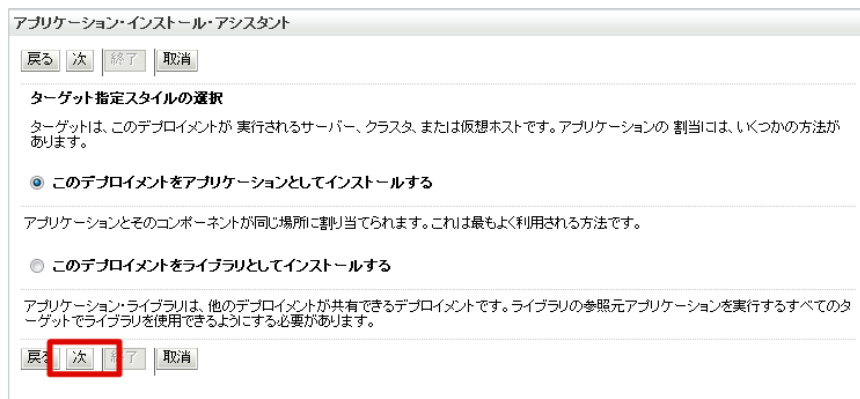 アプリケーション・インストール・アシスタント
戻る 次 終了 取消
ターゲット指定スタイルの選択
ターゲットは、このデプロイメントが 実行されるサーバー、クラスタ、または仮想ホストです。アプリケーションの 割当には、いくつかの方法が
あります。
このデプロイメントをアプリケーションとしてインストールする
アプリケーションとそのコンポーネントが同じ場所に割り当てられます。これは最もよく利用される方法です。
このデプロイメントをライブラリとしてインストールする
アプリケーション・ライブラリは、他のデプロイメントが共有できるデプロイメントです。ライブラリの参照元アプリケーションを実行するすべてのタ
ーゲットでライブラリを使用できるようにする必要があります。
戻る 次 終了 取消